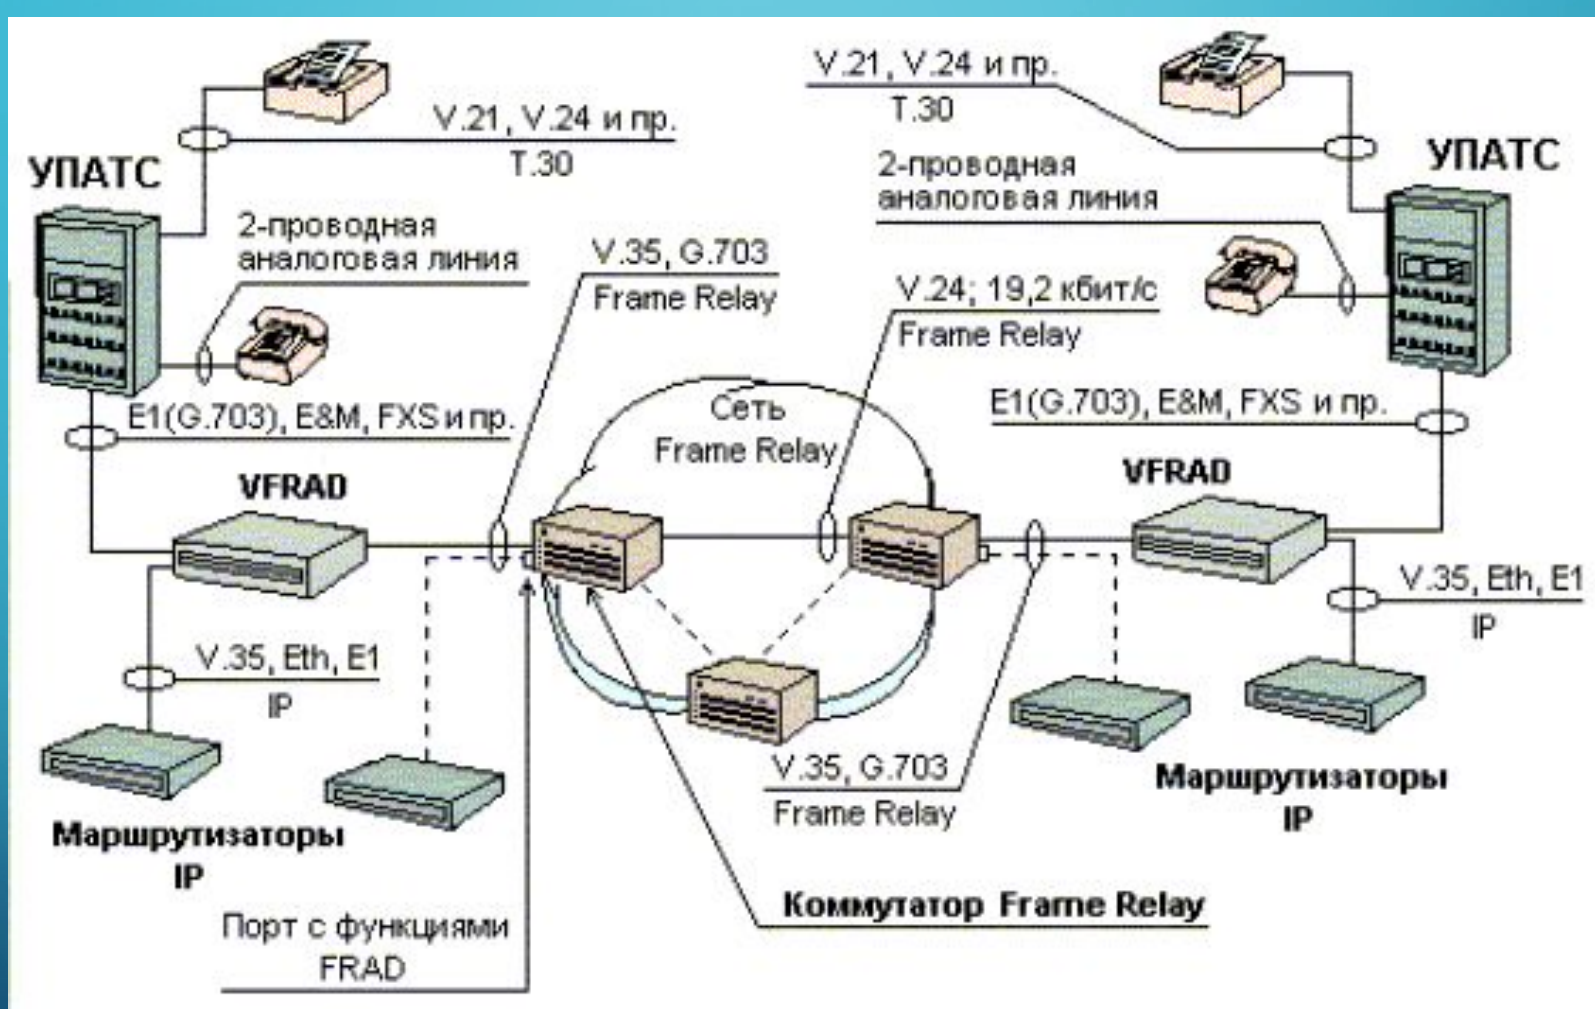 V.21, V.24 и пр.
T.30
V.21, V.24 и пр.
T.30
УПАТС
2-проводная
аналоговая линия
V.35, G.703
Frame Relay
2-проводная
аналоговая линия
УПАТС
V.24; 19,2 кбит/с
Frame Relay
E1(G.703), E&M, FXS и пр.
Сеть
Frame Relay
E1(G.703), E&M, FXS и пр.
VFRAD
VFRAD
V.35, Eth, E1
IP
V.35, Eth, E1
IP
V.35, G.703
Frame Relay
Маршрутизаторы
IP
Маршрутизаторы
IP
Порт с функциями
FRAD
Коммутатор Frame Relay